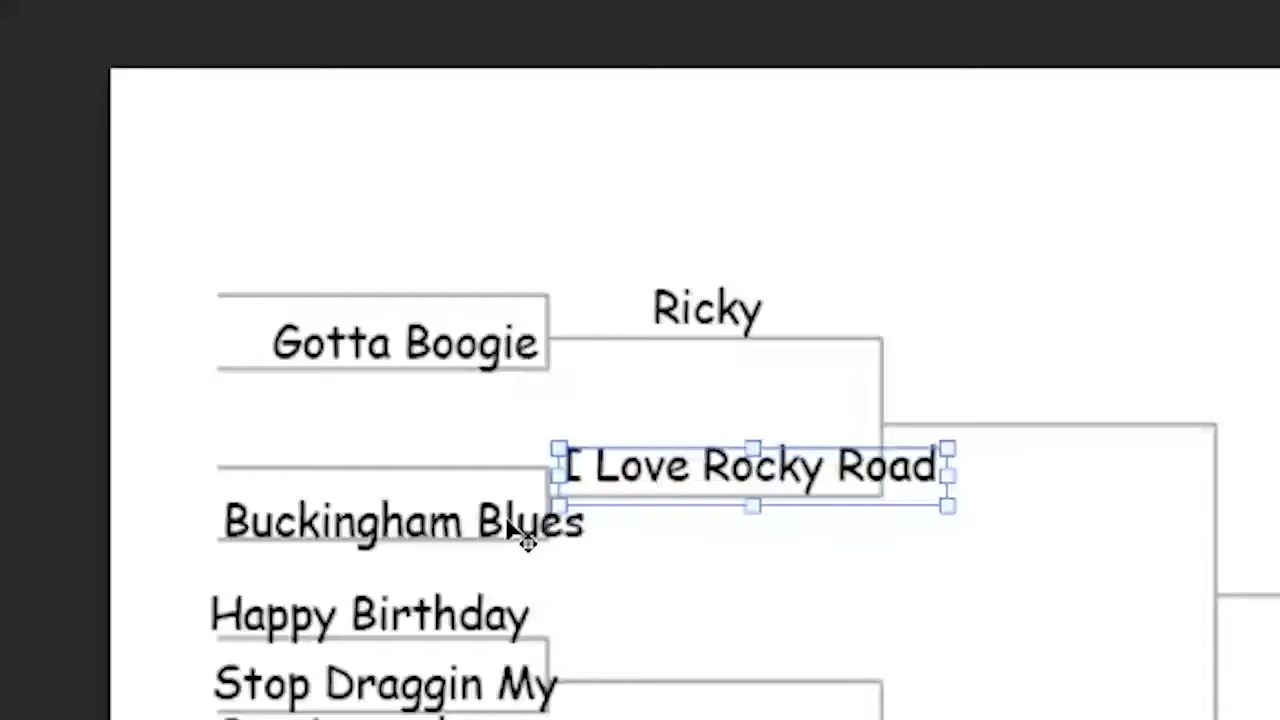 Ricky
Gotta Boogie
I Love Rocky Road
Buckingham Blues
Happy Birthday
Stop Draggin My